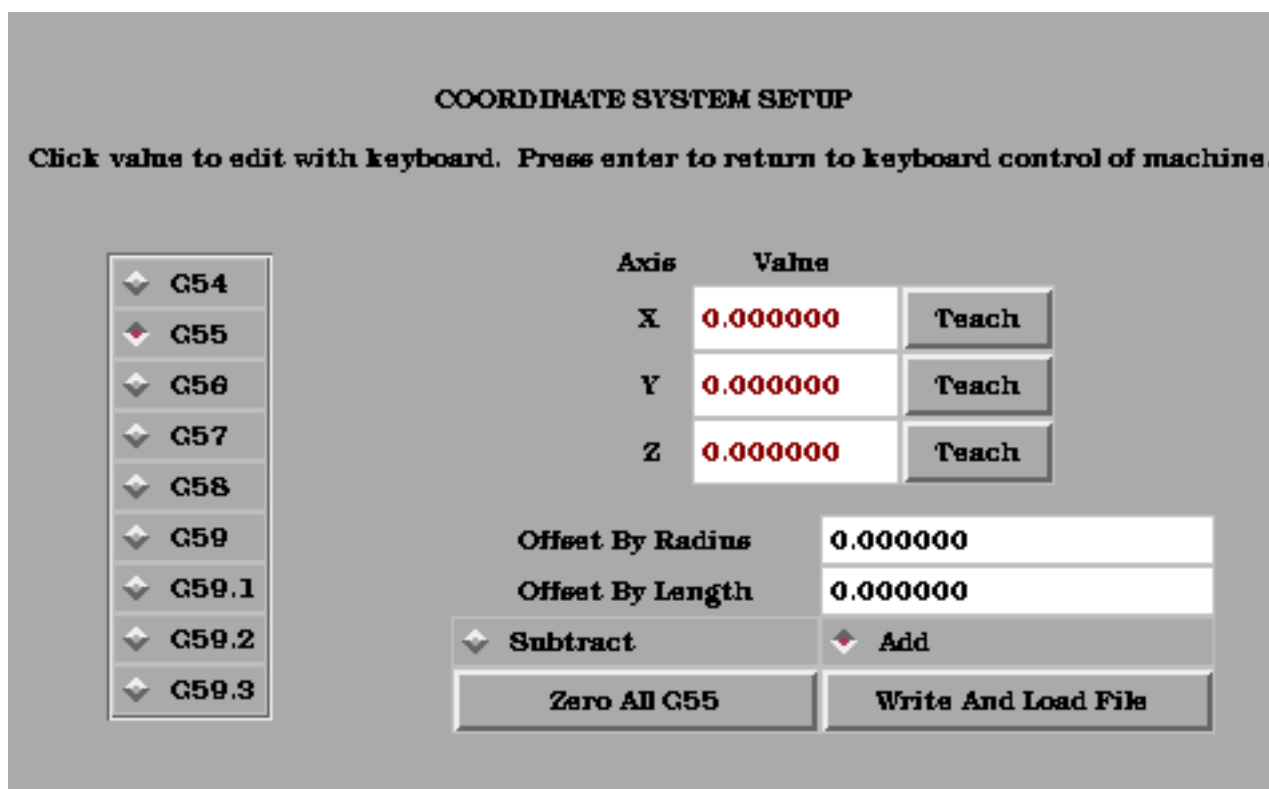 COORDINATE SYSTEM SETUP
Click value to edit with keyboard. Press enter to return to keyboard control of machine.
G54
G55
G56
G57
G58
G59
G59.1
G59.2
G59.3
Axis Value
X 0.000000 Teach
Y 0.000000 Teach
Z 0.000000 Teach
Offset By Radius 0.000000
Offset By Length 0.000000
Subtract Add
Zero All G55 Write And Load File